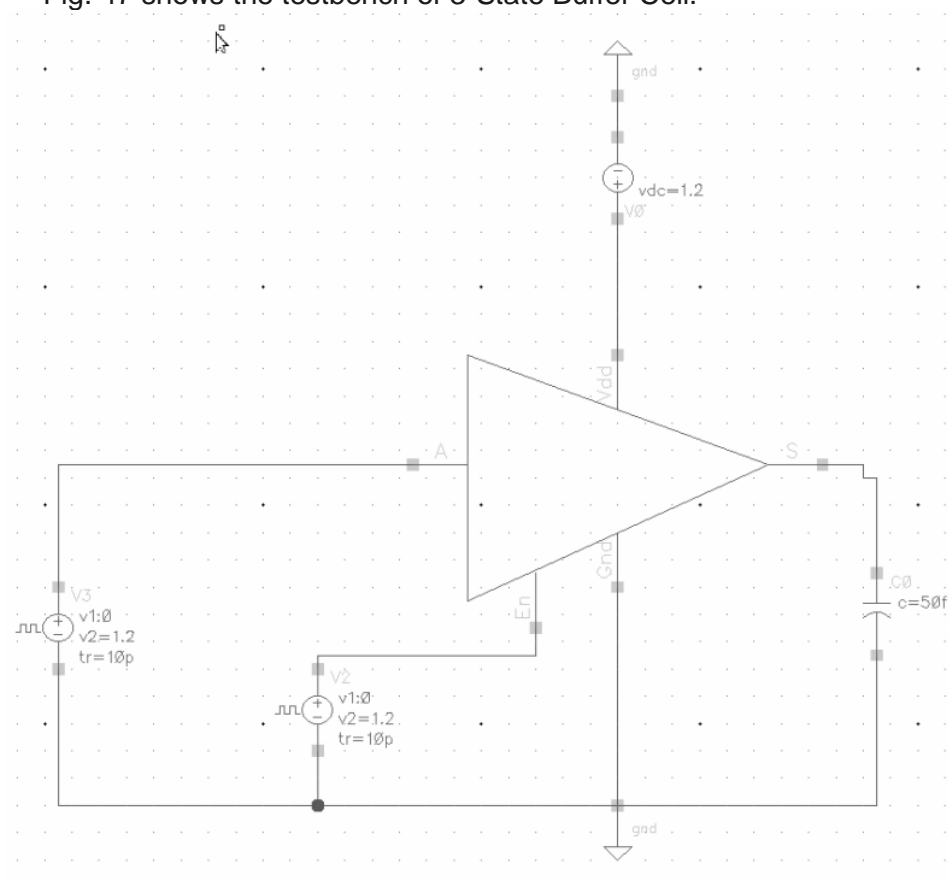 Fig. 47 shows the testbench of 3-State Buffer Cell.
gnd
vdc=1.2
V0
Vdd
A
S
Gnd
En
C0
c=50f
V3
v1:0
v2=1.2
tr=10p
V2
v1:0
v2=1.2
tr=10p
gnd